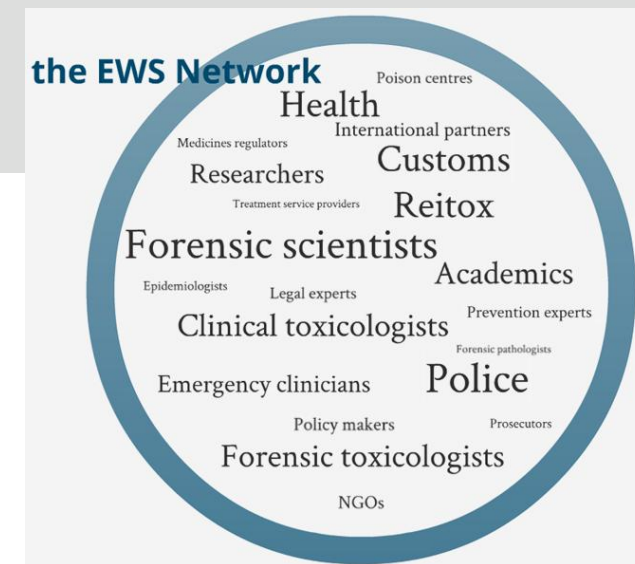 the EWS Network
Poison centres
Health
International partners
Medicines regulators
Customs
Researchers
Treatment service providers
Reitox
Forensic scientists
Academics
Epidemiologists
Legal experts
Prevention experts
Clinical toxicologists
Forensic pathologists
Emergency clinicians
Police
Policy makers
Prosecutors
Forensic toxicologists
NGOs